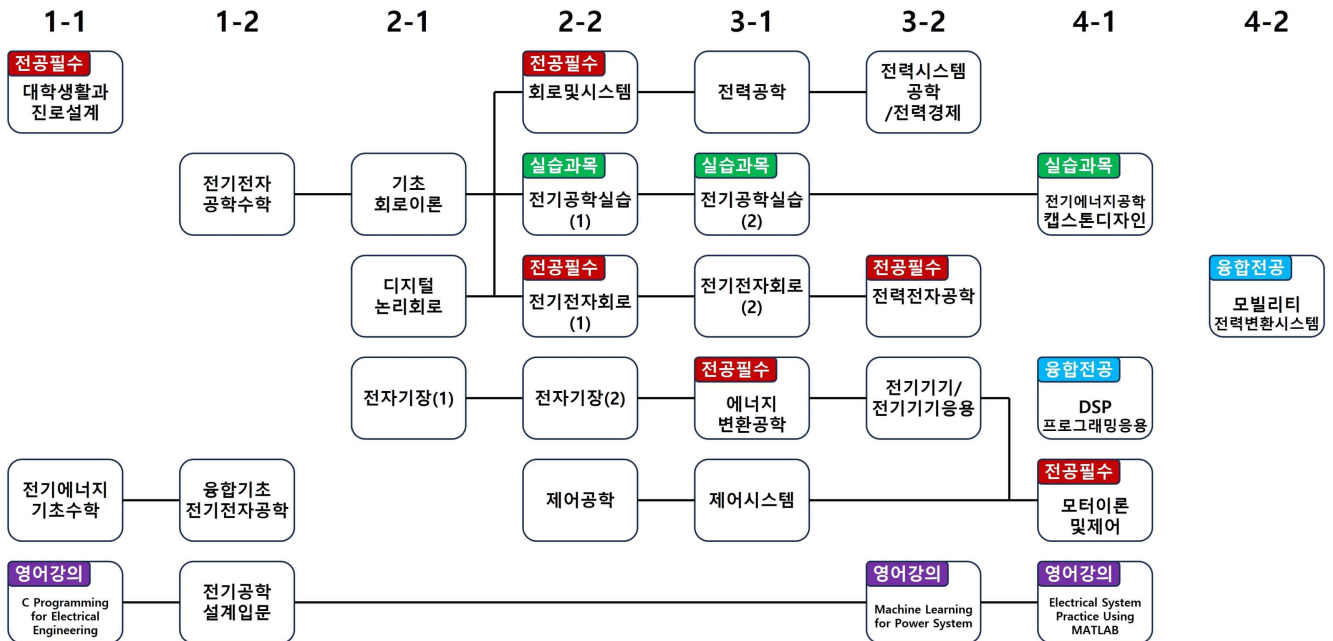 1-1
1-2
2-1
2-2
3-1
3-2
4-1
4-2
전공필수
대학생활과
진로설계
전공필수
회로및시스템
전력공학
전력시스템
공학
/전력경제
전기전자
공학수학
기초
회로이론
실습과목
전기공학실습
(1)
실습과목
전기공학실습
(2)
실습과목
전기에너지공학
캡스톤디자인
디지털
논리회로
전공필수
전기전자회로
(1)
전기전자회로
(2)
전공필수
전력전자공학
융합전공
모빌리티
전력변환시스템
전자기장(1)
전자기장(2)
전공필수
에너지
변환공학
전기기기/
전기기기응용
융합전공
DSP
프로그래밍응용
전기에너지
기초수학
융합기초
전기전자공학
제어공학
제어시스템
전공필수
모터이론
및제어
영어강의
C Programming
for Electrical
Engineering
전기공학
설계입문
영어강의
Machine Learning
for Power System
영어강의
Electrical System
Practice Using
MATLAB